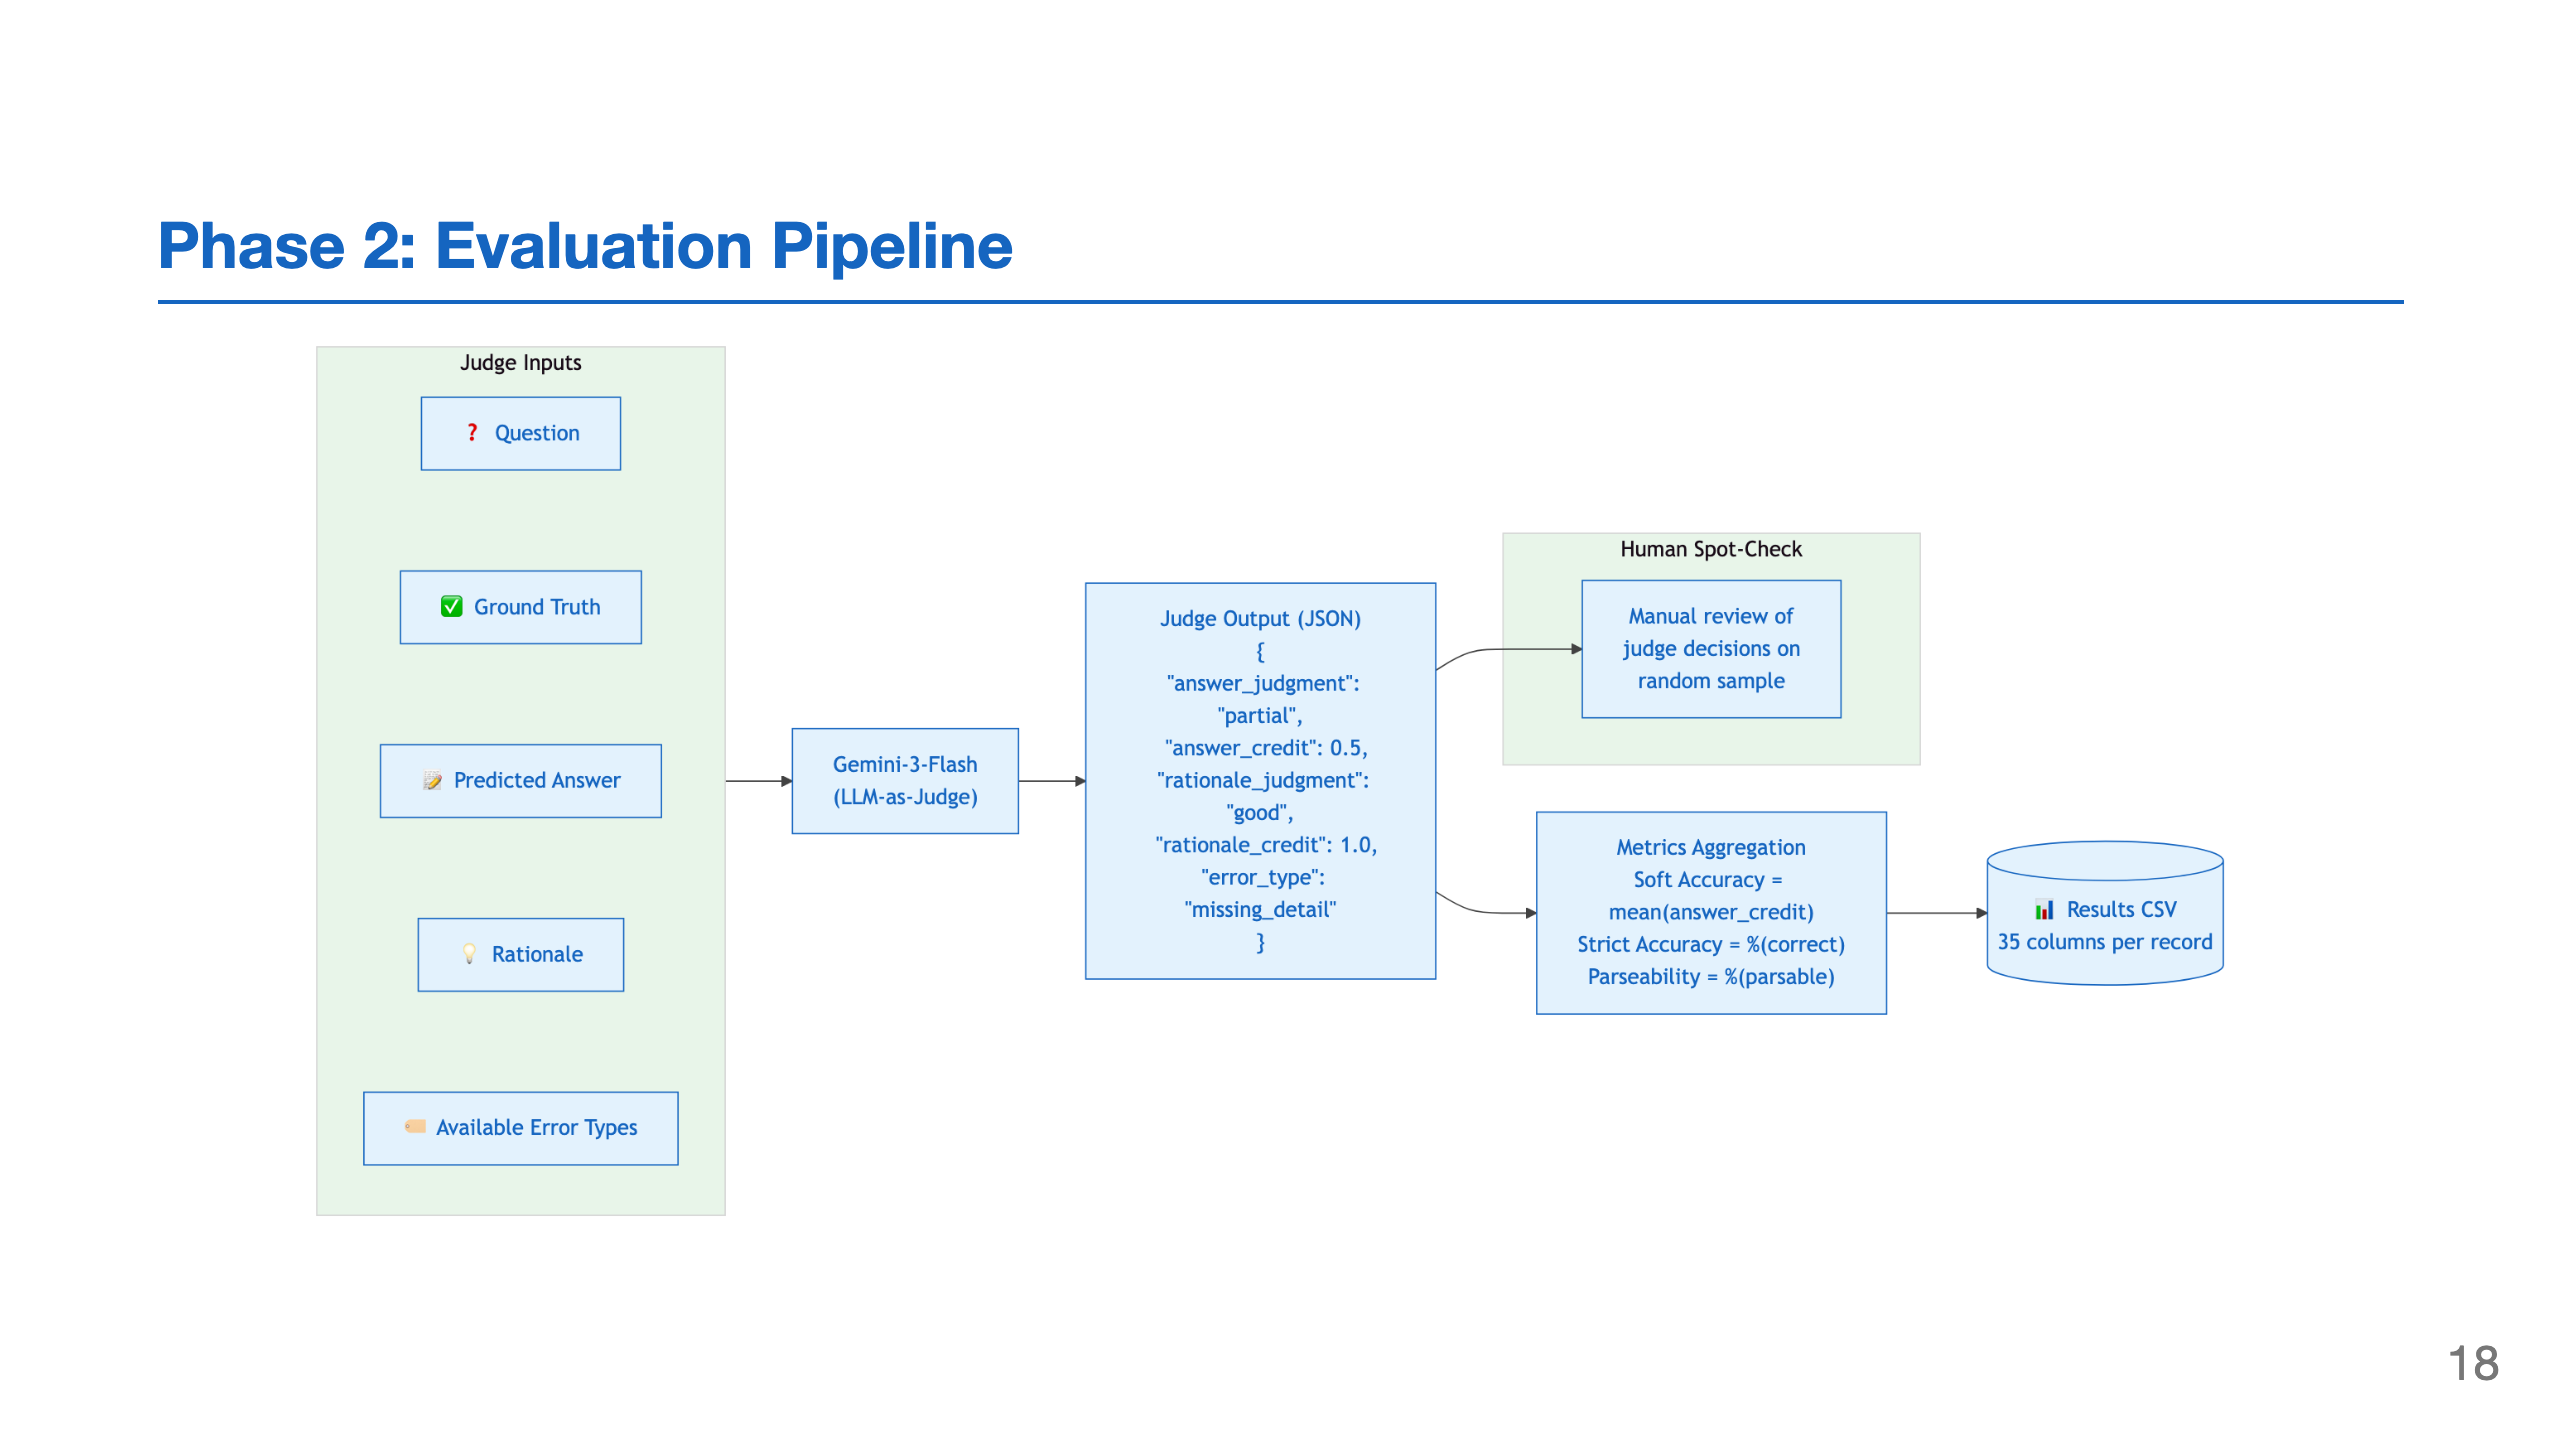 Phase 2: Evaluation Pipeline
Judge Inputs
❓ Question
✅ Ground Truth
📝 Predicted Answer
💡 Rationale
🏷️ Available Error Types
Gemini-3-Flash
(LLM-as-Judge)
Judge Output (JSON)
{
"answer_judgment":
"partial",
"answer_credit": 0.5,
"rationale_judgment":
"good",
"rationale_credit": 1.0,
"error_type":
"missing_detail"
}
Human Spot-Check
Manual review of
judge decisions on
random sample
Metrics Aggregation
Soft Accuracy =
mean(answer_credit)
Strict Accuracy = %(correct)
Parseability = %(parsable)
📊 Results CSV
35 columns per record
18